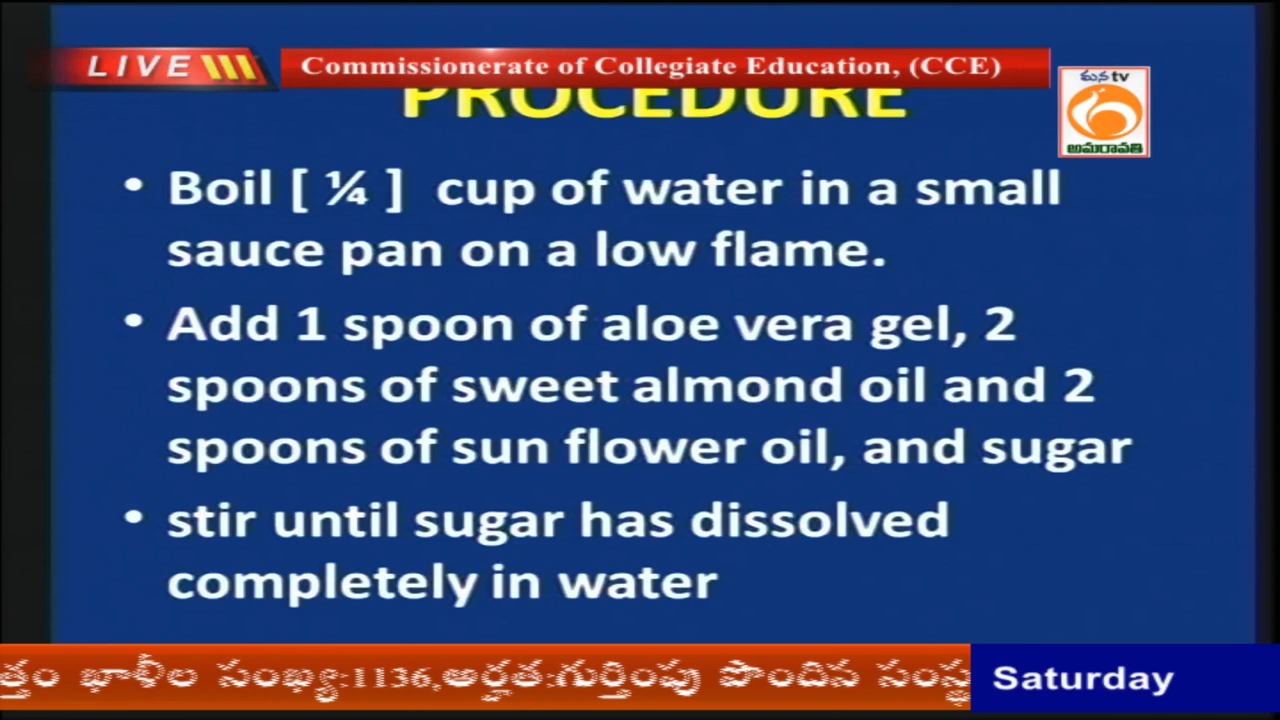 LIVE
Commissionerate of Collegiate Education, (CCE)
మన tv
అమరావతి
PROCEDURE
• Boil [ ¼ ] cup of water in a small
sauce pan on a low flame.
• Add 1 spoon of aloe vera gel, 2
spoons of sweet almond oil and 2
spoons of sun flower oil, and sugar
• stir until sugar has dissolved
completely in water
ఖాళీల సంఖ్య:1136,అర్హత:గుర్తింపు పొందిన
Saturday